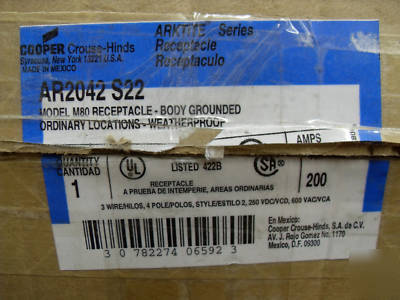 COOPER Crouse-Hinds
Syracuse, New York 13221 U.S.A.
MADE IN MEXICO
ARKTITE Series
Receptacle
Receptaculo
AR2042 S22
MODEL M80 RECEPTACLE - BODY GROUNDED
ORDINARY LOCATIONS - WEATHERPROOF
QUANTITY
CANTIDAD
1
UL
LISTED 422B
SA
AMPS
200
RECEPTACLE
A PRUEBA DE INTEMPERIE, AREAS ORDINARIAS
3 WIRE/HILOS, 4 POLE/POLOS, STYLE/ESTILO 2, 250 VDC/VCD, 600 VAC/VCA
3 0 782274 06592 3
En Mexico:
Cooper Crouse-Hinds, S.A. de C.V.
AV. J. Rojo Gomez No. 1170
Mexico, D.F. 09300